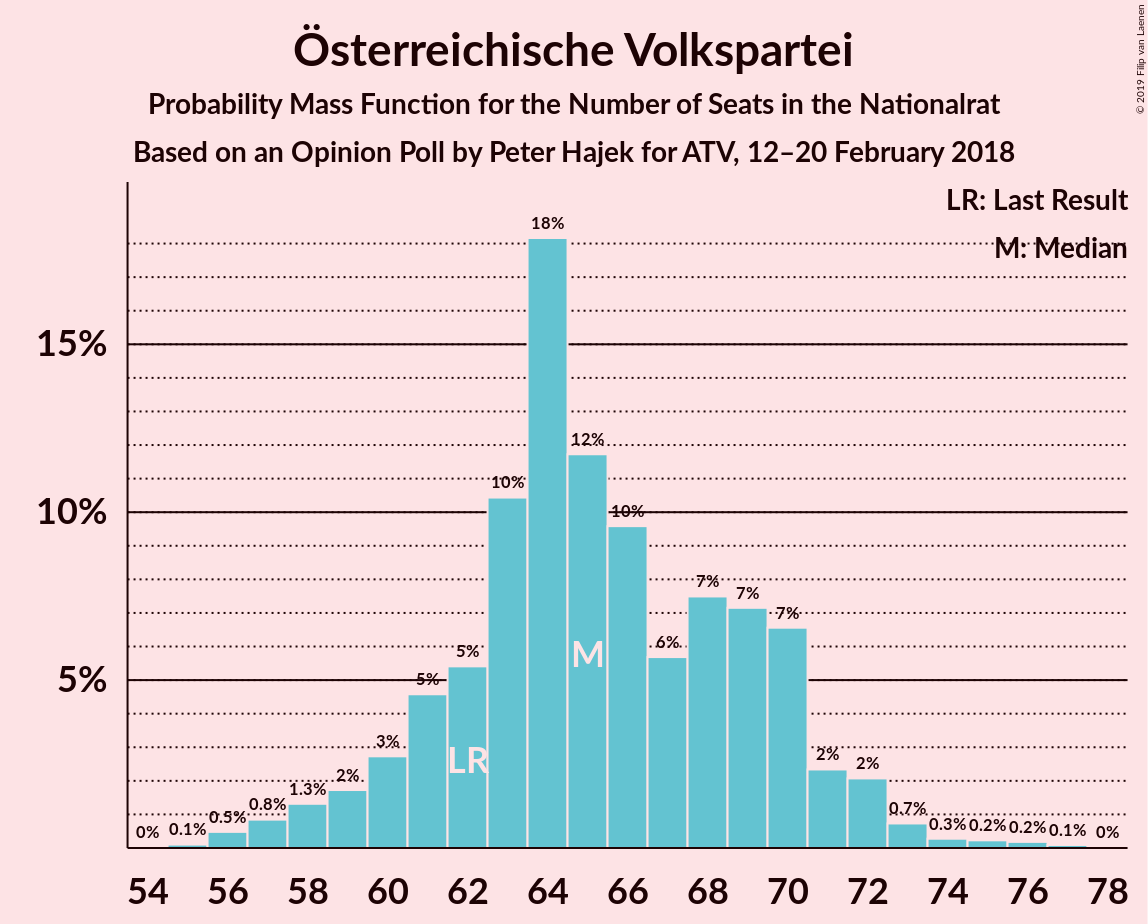 Österreichische Volkspartei
Probability Mass Function for the Number of Seats in the Nationalrat
Based on an Opinion Poll by Peter Hajek for ATV, 12–20 February 2018
© 2019 Filip van Laenen
LR: Last Result
M: Median
15%
10%
5%
0% 0.1% 0.5% 0.8% 1.3% 2% 3% 5% 5% 10% 18% 12% 10% 6% 7% 7% 7% 2% 2% 0.7% 0.3% 0.2% 0.2% 0.1% 0%
LR
M
54 56 58 60 62 64 66 68 70 72 74 76 78